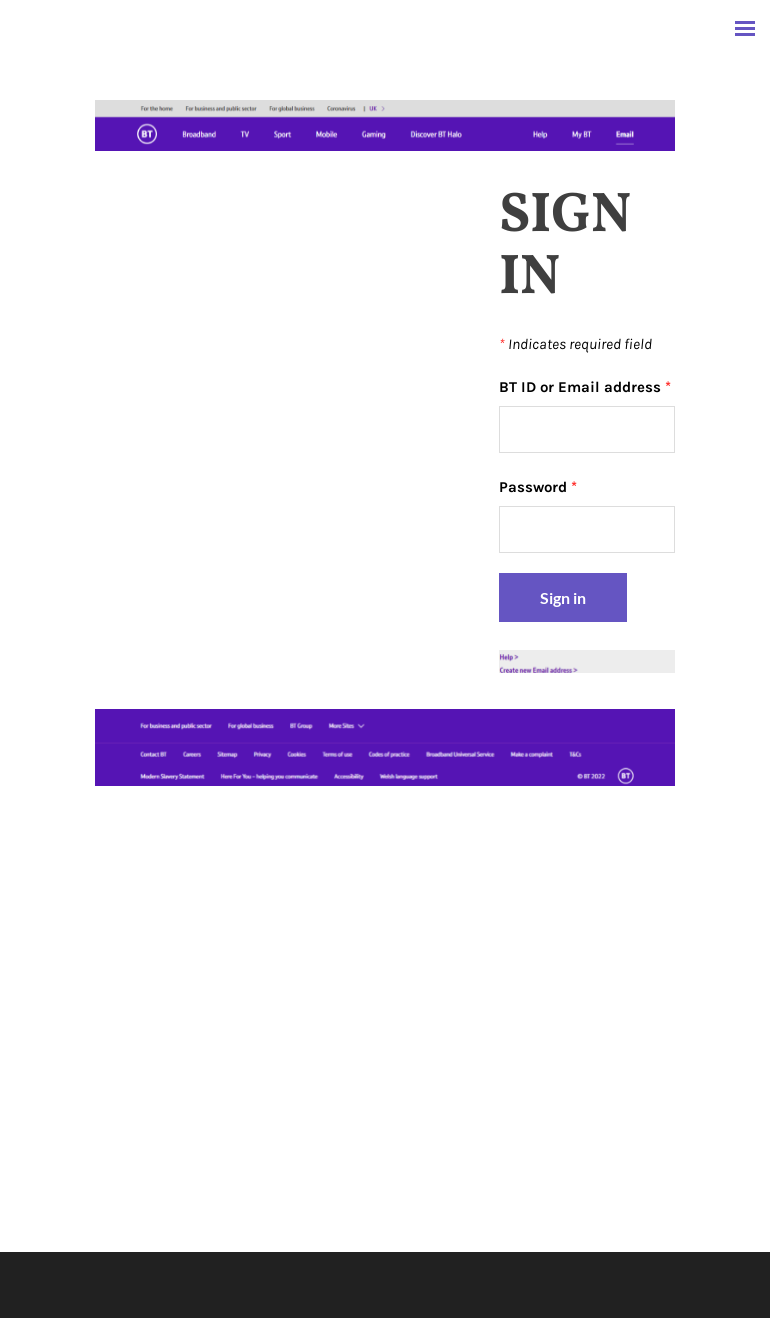 For the home For business and public sector For global business Coronavirus | UK >
BT Broadband TV Sport Mobile Gaming Discover BT Halo Help My BT Email
SIGN
IN
* Indicates required field
BT ID or Email address *
Password *
Sign in
Help >
Create new Email address >
For business and public sector For global business BT Group More Sites
Contact BT Careers Sitemap Privacy Cookies Terms of use Codes of practice Broadband Universal Service Make a complaint T&Cs
Modern Slavery Statement Here For You - helping you communicate Accessibility Welsh language support © BT 2022 BT